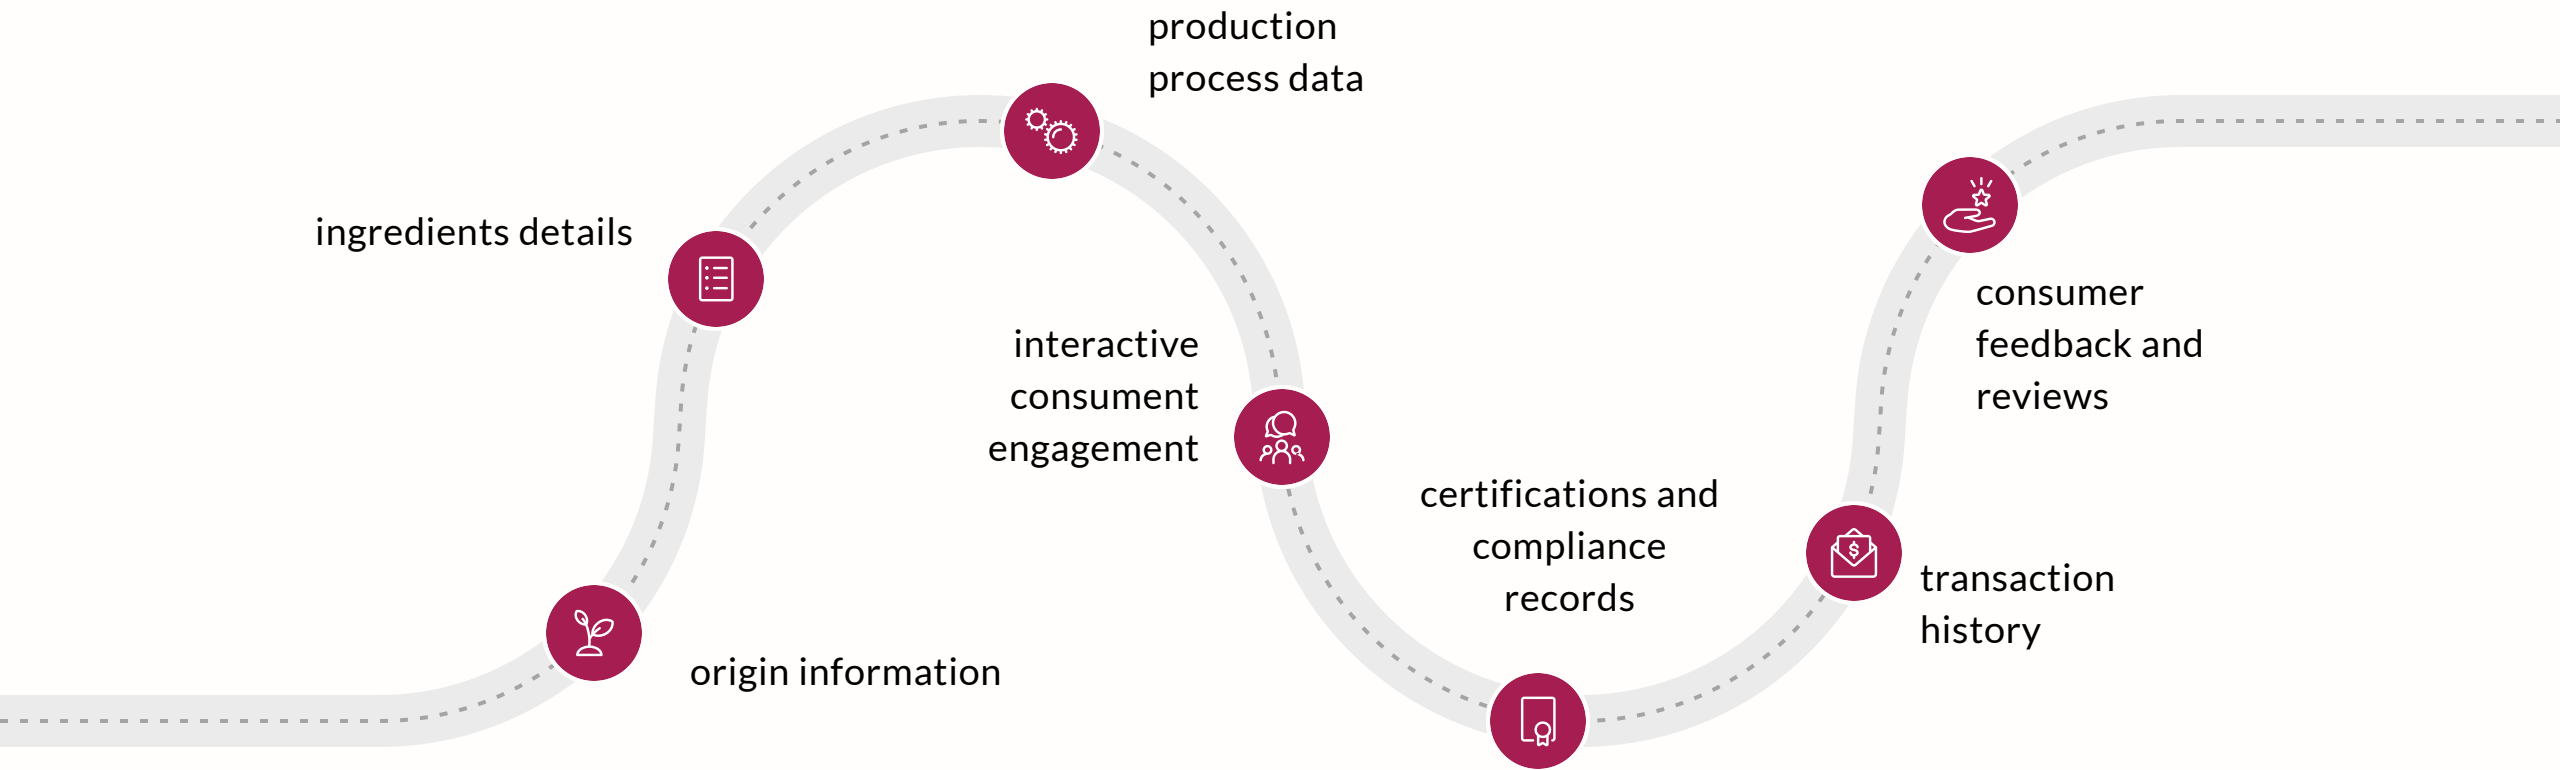 origin information
ingredients details
production
process data
interactive
consument
engagement
certifications and
compliance
records
transaction
history
consumer
feedback and
reviews